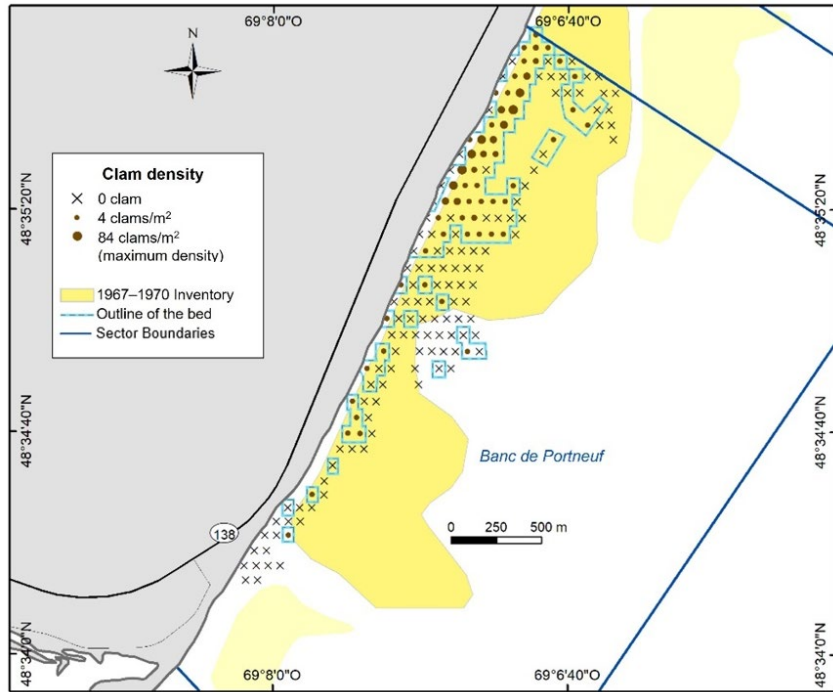 69°8'0"O
69°6'40"O
N
Clam density
0 clam
4 clams/m²
84 clams/m²
(maximum density)
1967–1970 Inventory
Outline of the bed
Sector Boundaries
48°35'20"N
48°35'20"N
48°34'40"N
48°34'40"N
Banc de Portneuf
0 250 500 m
138
48°34'0"N
48°34'0"N
69°8'0"O
69°6'40"O